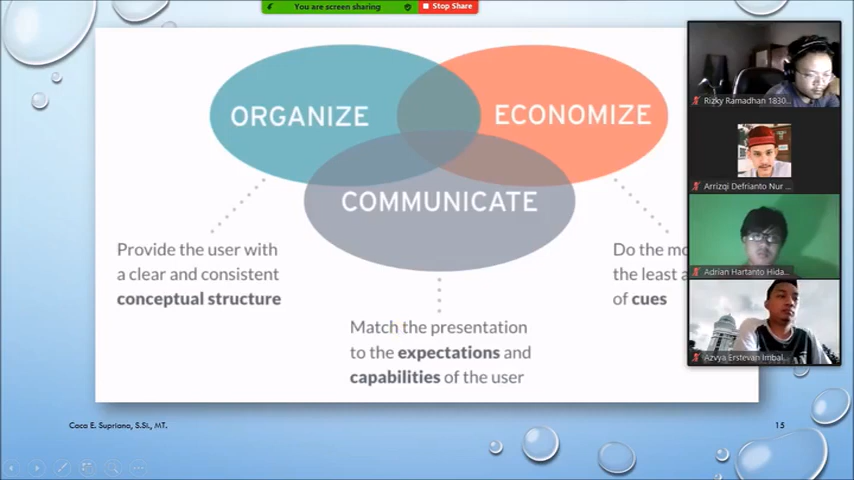 You are screen sharing
Stop Share
ORGANIZE
ECONOMIZE
COMMUNICATE
Provide the user with
a clear and consistent
conceptual structure
Match the presentation
to the expectations and
capabilities of the user
Do the mo
the least a
of cues
Rizky Ramadhan 1830...
Arrizqi Defrianto Nur ...
Adrian Hartanto Hida...
Azvya Erstevan Imbal...
Caca E. Supriana, S.Si., MT.
15